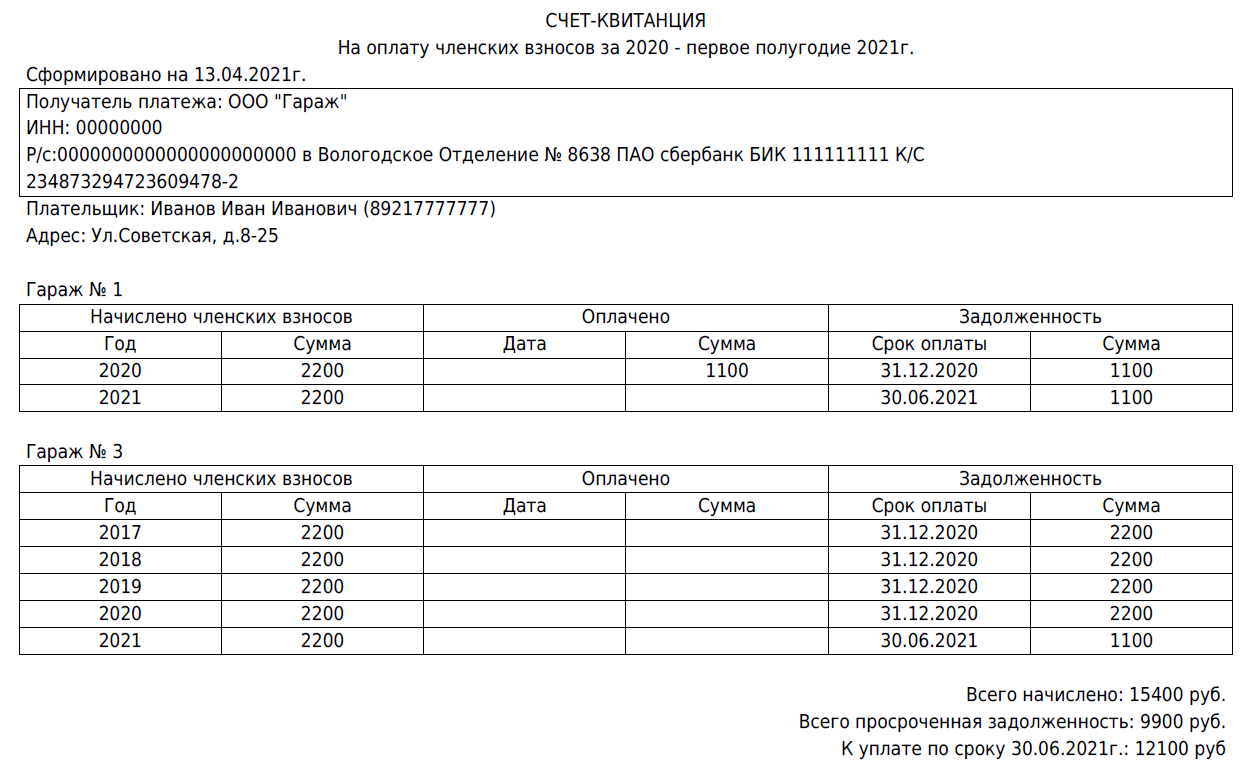 СЧЕТ-КВИТАНЦИЯ
На оплату членских взносов за 2020 - первое полугодие 2021г.
Сформировано на 13.04.2021г.
Получатель платежа: ООО "Гараж"
ИНН: 00000000
Р/с:0000000000000000000000 в Вологодское Отделение № 8638 ПАО сбербанк БИК 111111111 К/С
234873294723609478-2
Плательщик: Иванов Иван Иванович (89217777777)
Адрес: Ул.Советская, д.8-25
Гараж № 1
Начислено членских взносов Оплачено Задолженность
Год Сумма Дата Сумма Срок оплаты Сумма
2020 2200 1100 31.12.2020 1100
2021 2200 30.06.2021 1100
Гараж № 3
Начислено членских взносов Оплачено Задолженность
Год Сумма Дата Сумма Срок оплаты Сумма
2017 2200 31.12.2020 2200
2018 2200 31.12.2020 2200
2019 2200 31.12.2020 2200
2020 2200 31.12.2020 2200
2021 2200 30.06.2021 1100
Всего начислено: 15400 руб.
Всего просроченная задолженность: 9900 руб.
К уплате по сроку 30.06.2021г.: 12100 руб